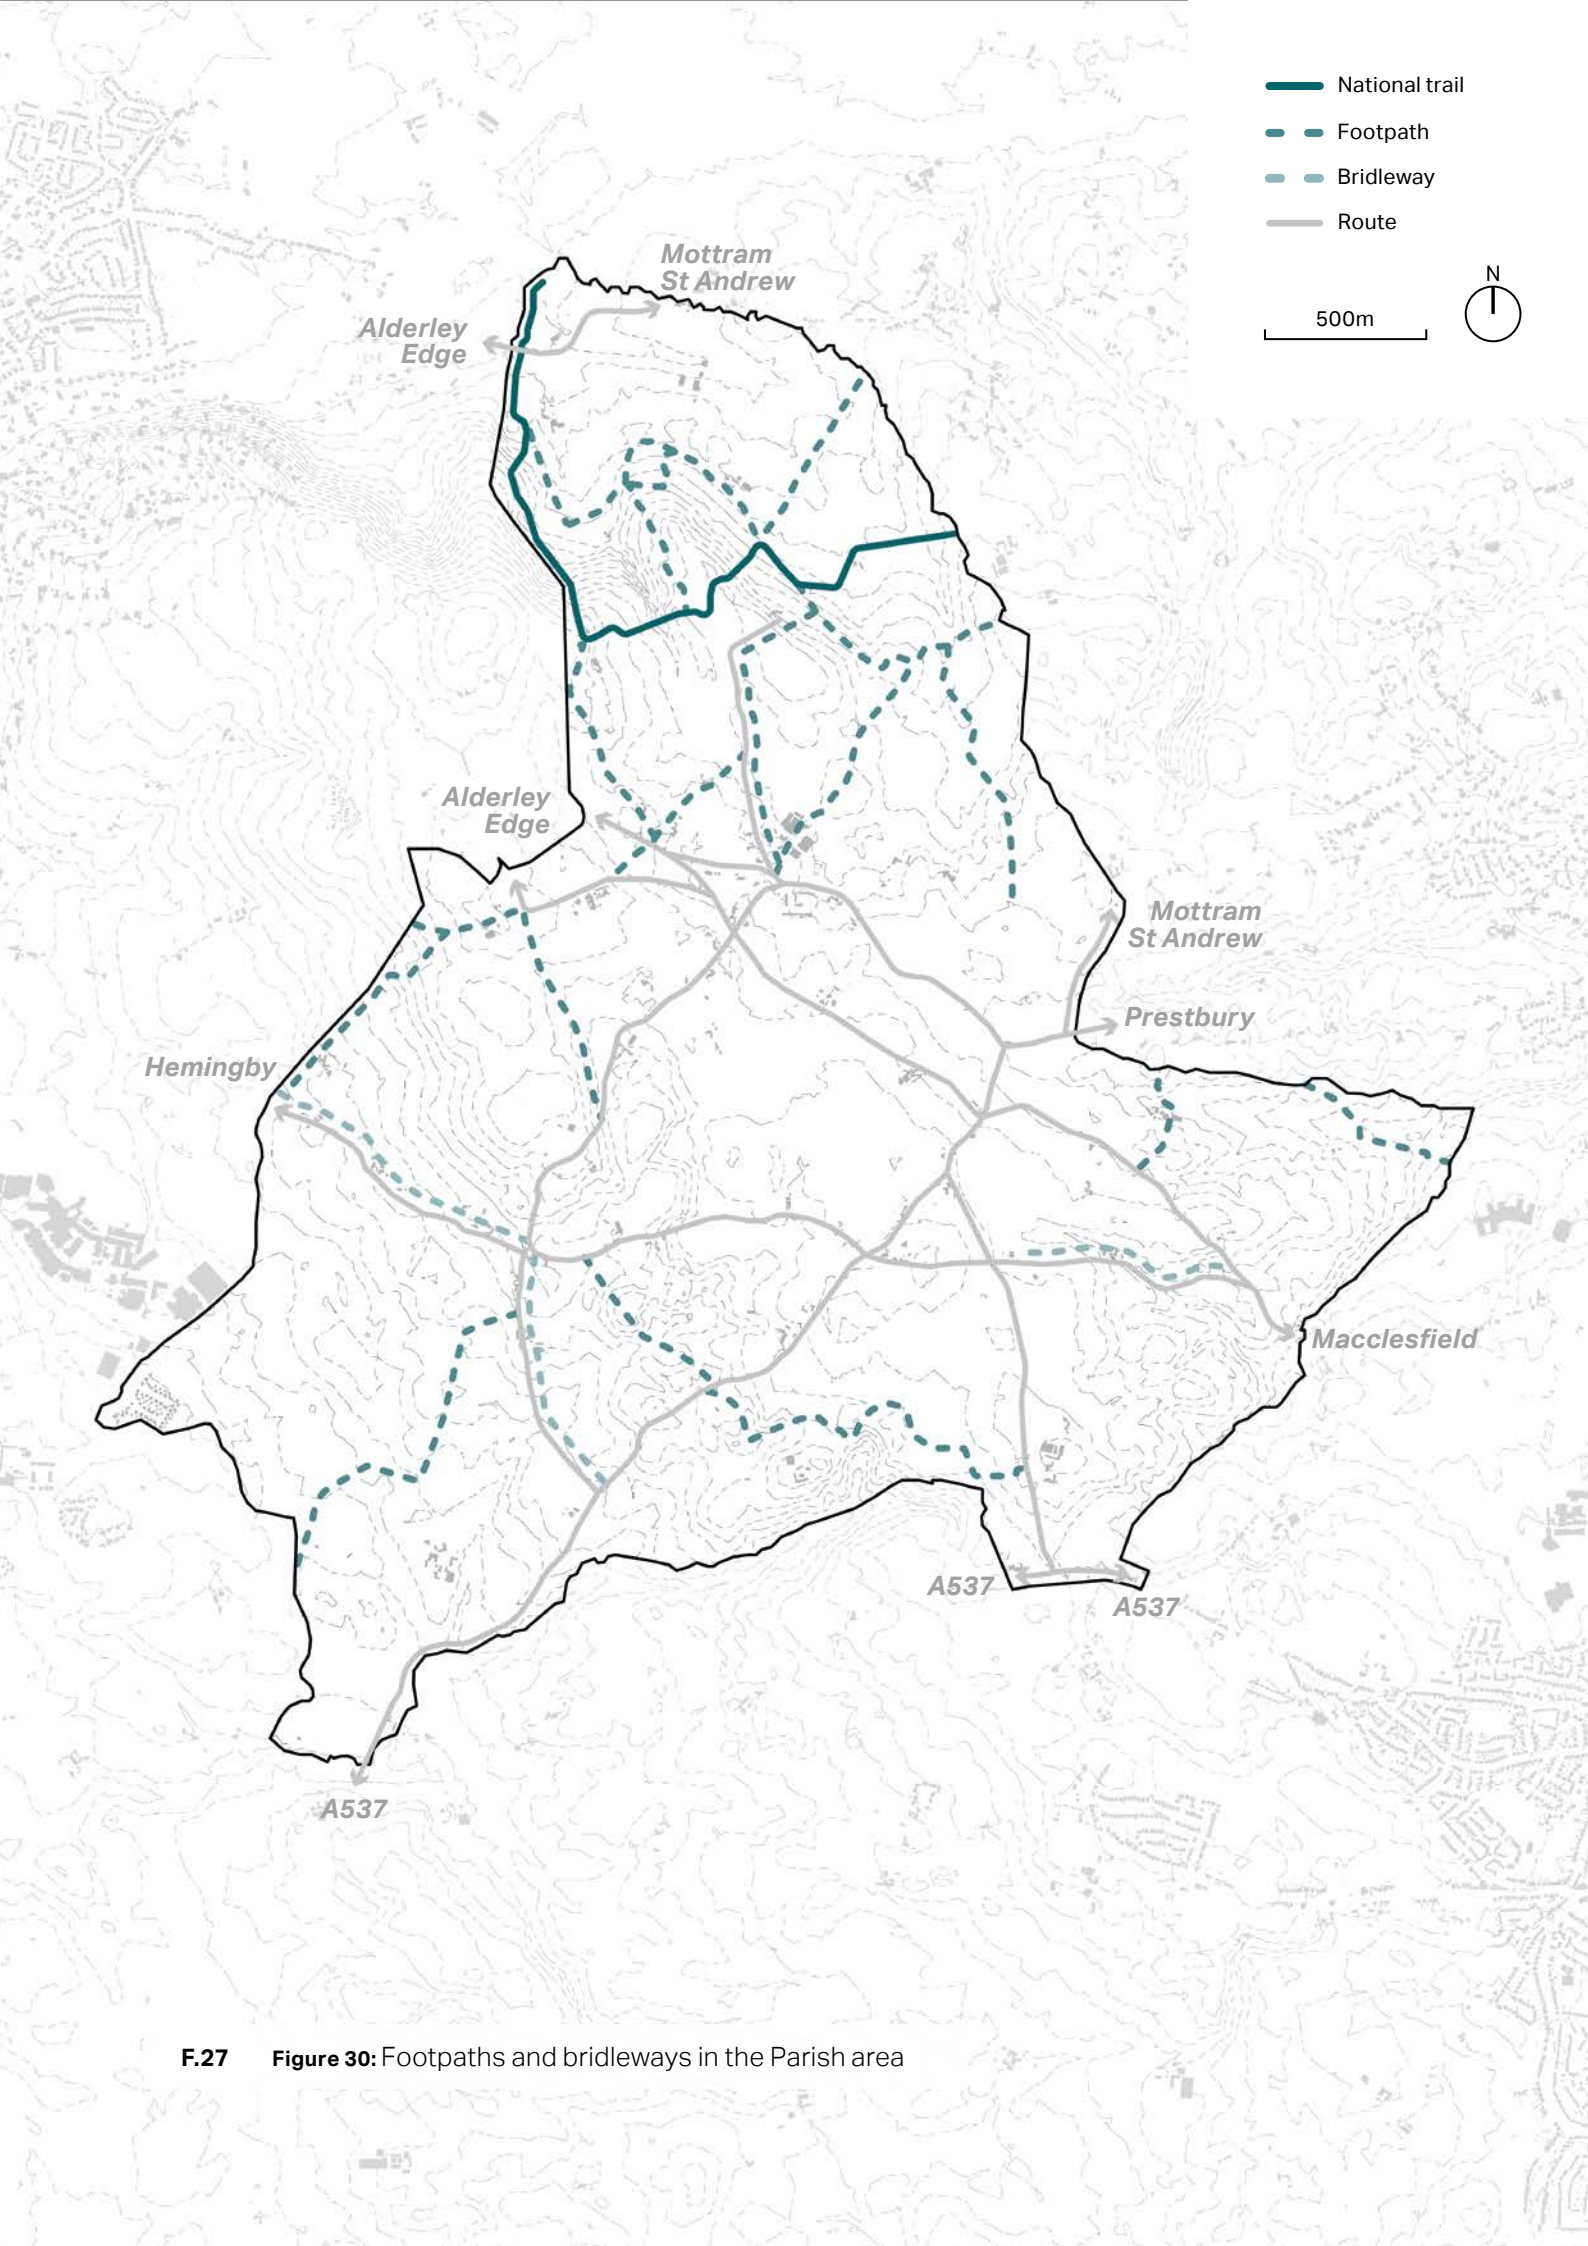 National trail
Footpath
Bridleway
Route
N
500m
Mottram
St Andrew
Alderley
Edge
Alderley
Edge
Mottram
St Andrew
Prestbury
Hemingby
Macclesfield
A537
A537
A537
F.27 Figure 30: Footpaths and bridleways in the Parish area